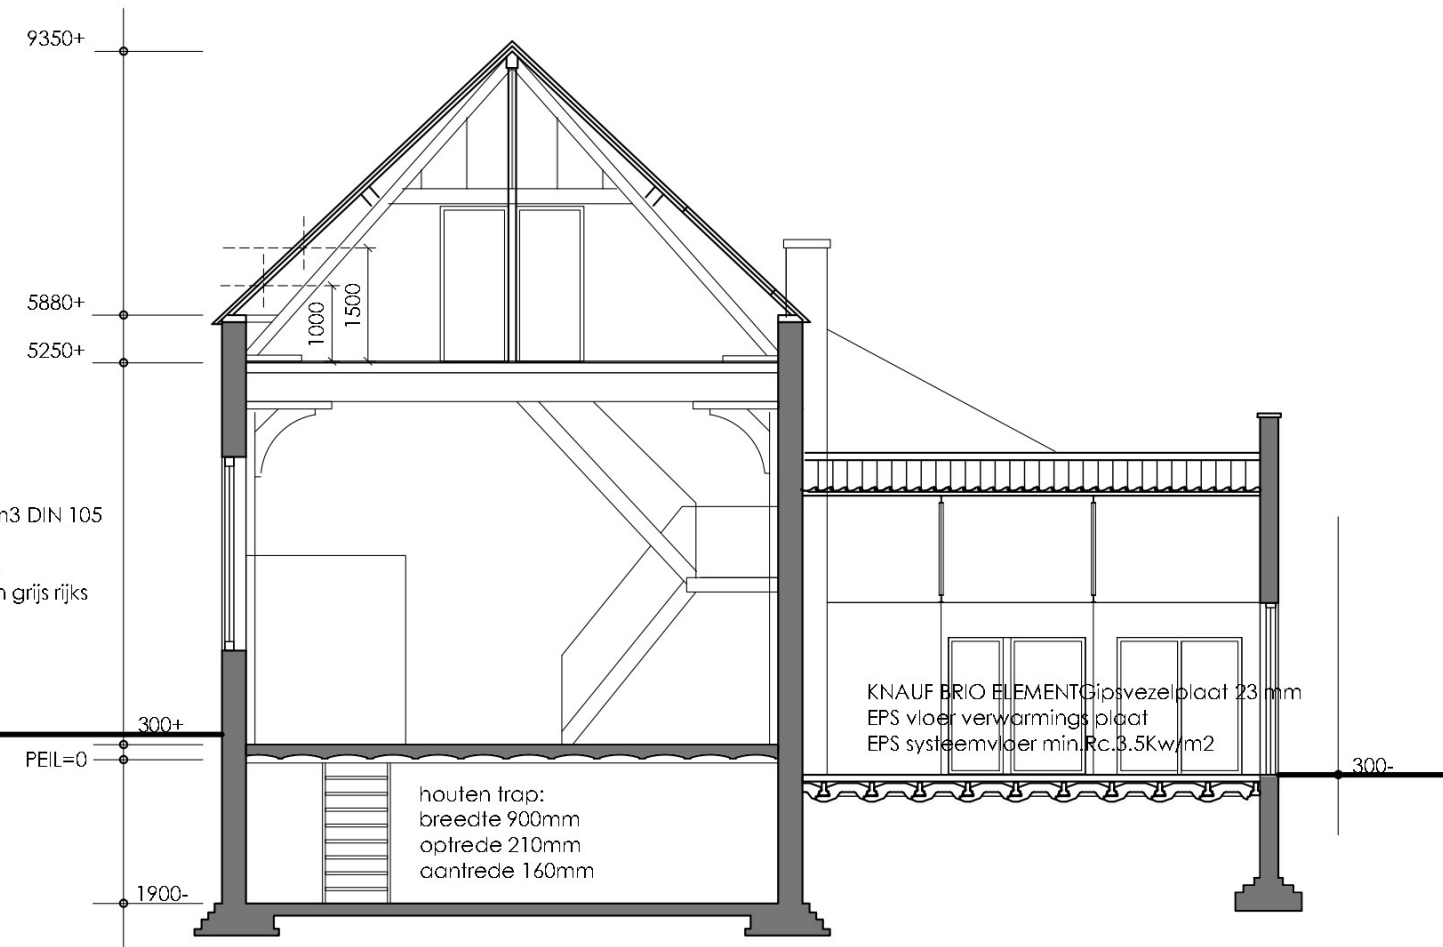 9350+
5880+
1000
1500
5250+
n3 DIN 105
n grijs rijks
KNAUF BRIO ELEMENTGipsvezelplaat 23 mm
EPS vloer verwarmings plaat
EPS systeemvloer min.Rc.3.5Kw/m2
300+
PEIL=0
300-
houten trap:
breedte 900mm
optrede 210mm
aantrede 160mm
1900-